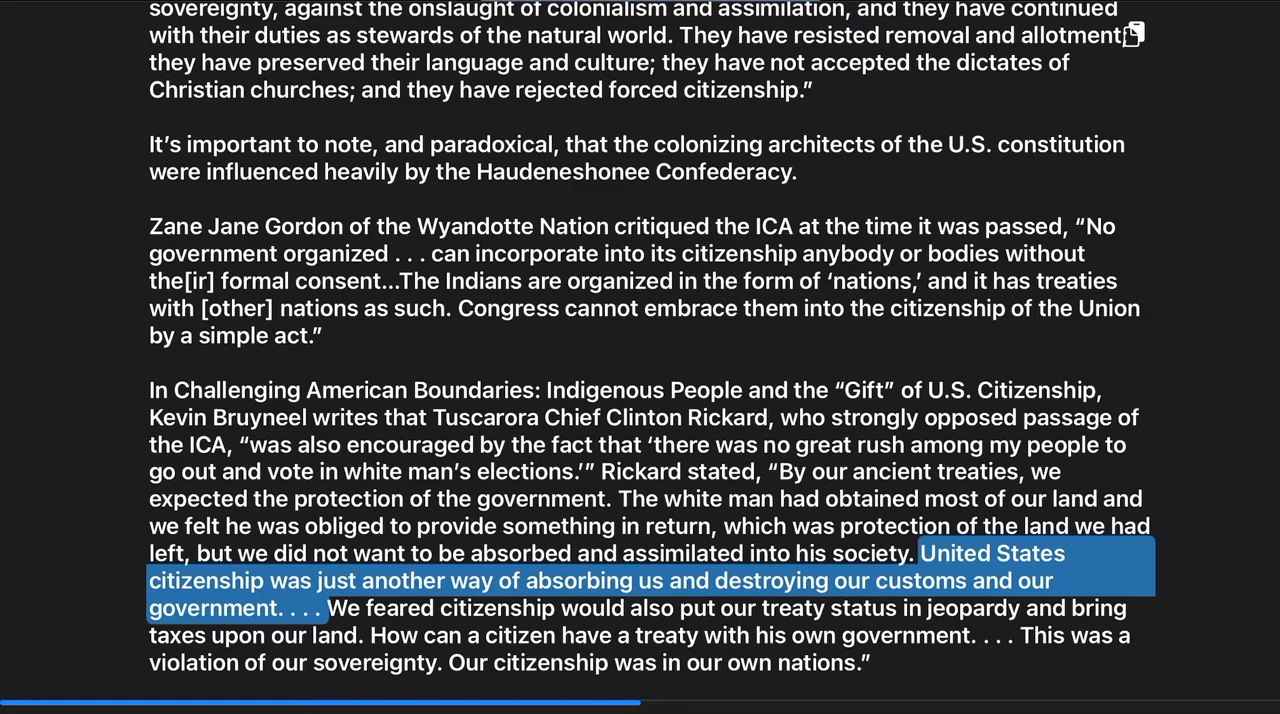 sovereignty, against the onslaught of colonialism and assimilation, and they have continued
with their duties as stewards of the natural world. They have resisted removal and allotment;
they have preserved their language and culture; they have not accepted the dictates of
Christian churches; and they have rejected forced citizenship.”
It’s important to note, and paradoxical, that the colonizing architects of the U.S. constitution
were influenced heavily by the Haudeneshonee Confederacy.
Zane Jane Gordon of the Wyandotte Nation critiqued the ICA at the time it was passed, “No
government organized . . . can incorporate into its citizenship anybody or bodies without
the[ir] formal consent...The Indians are organized in the form of ‘nations,’ and it has treaties
with [other] nations as such. Congress cannot embrace them into the citizenship of the Union
by a simple act.”
In Challenging American Boundaries: Indigenous People and the “Gift” of U.S. Citizenship,
Kevin Bruyneel writes that Tuscarora Chief Clinton Rickard, who strongly opposed passage of
the ICA, “was also encouraged by the fact that ‘there was no great rush among my people to
go out and vote in white man’s elections.’” Rickard stated, “By our ancient treaties, we
expected the protection of the government. The white man had obtained most of our land and
we felt he was obliged to provide something in return, which was protection of the land we had
left, but we did not want to be absorbed and assimilated into his society. United States
citizenship was just another way of absorbing us and destroying our customs and our
government. . . . We feared citizenship would also put our treaty status in jeopardy and bring
taxes upon our land. How can a citizen have a treaty with his own government. . . . This was a
violation of our sovereignty. Our citizenship was in our own nations.”